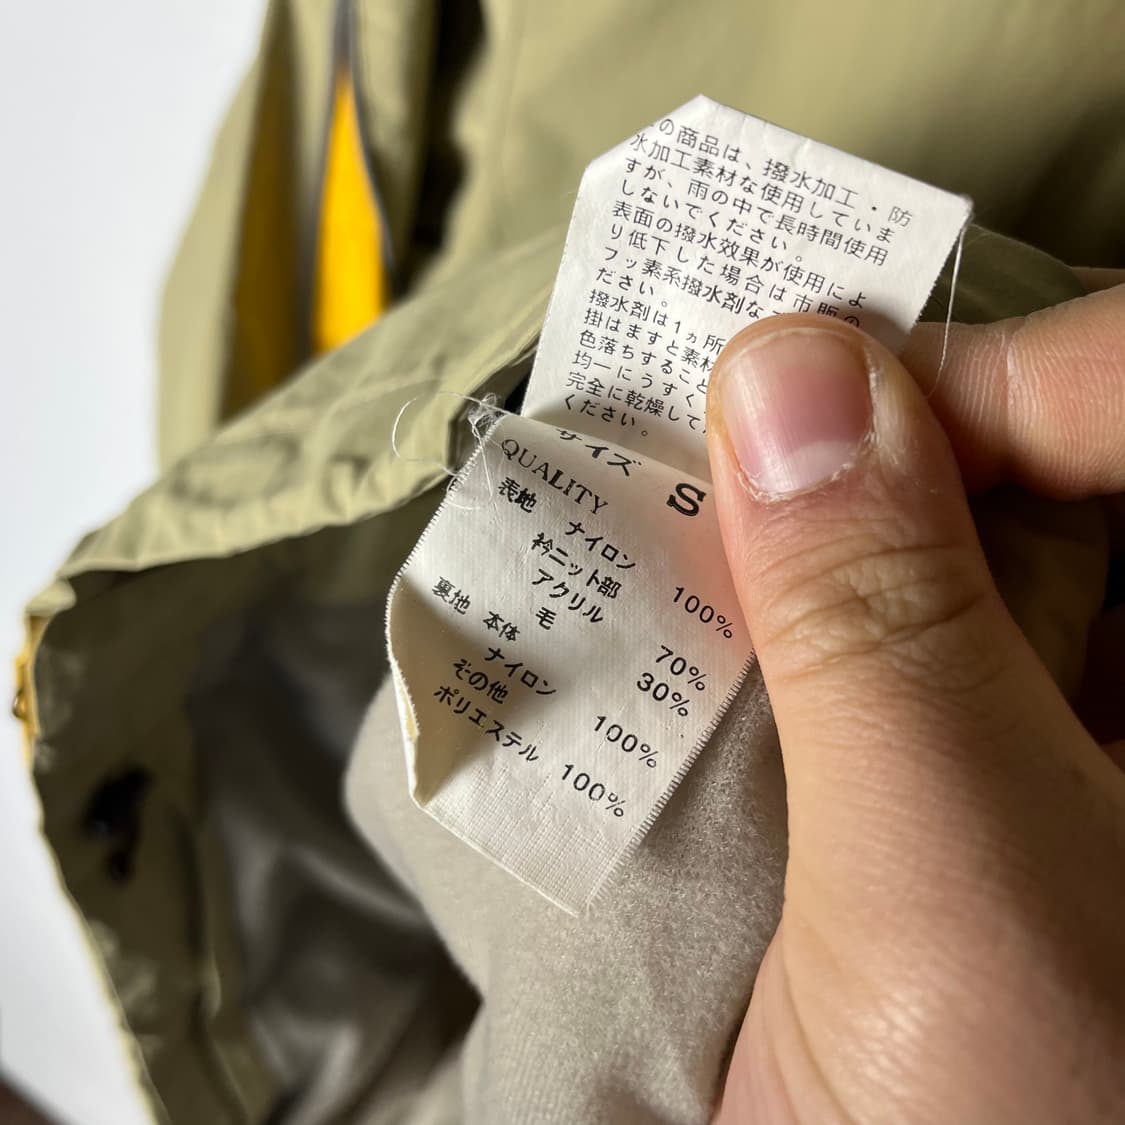 の商品は、撥水加工・防
水加工素材な使用していま
すが、雨の中で長時間使用
しないでください。
表面の撥水効果が使用によ
り低下した場合は市販の
フッ素系撥水剤な
ださい。
撥水剤は1ヵ所
掛けますと素材
色落ちすること
均一にうすく
完全に乾燥して
ください。
サイズ S
QUALITY
表地 ナイロン 100%
衿ニット部
アクリル 70%
毛 30%
裏地 本体
ナイロン 100%
その他
ポリエステル 100%